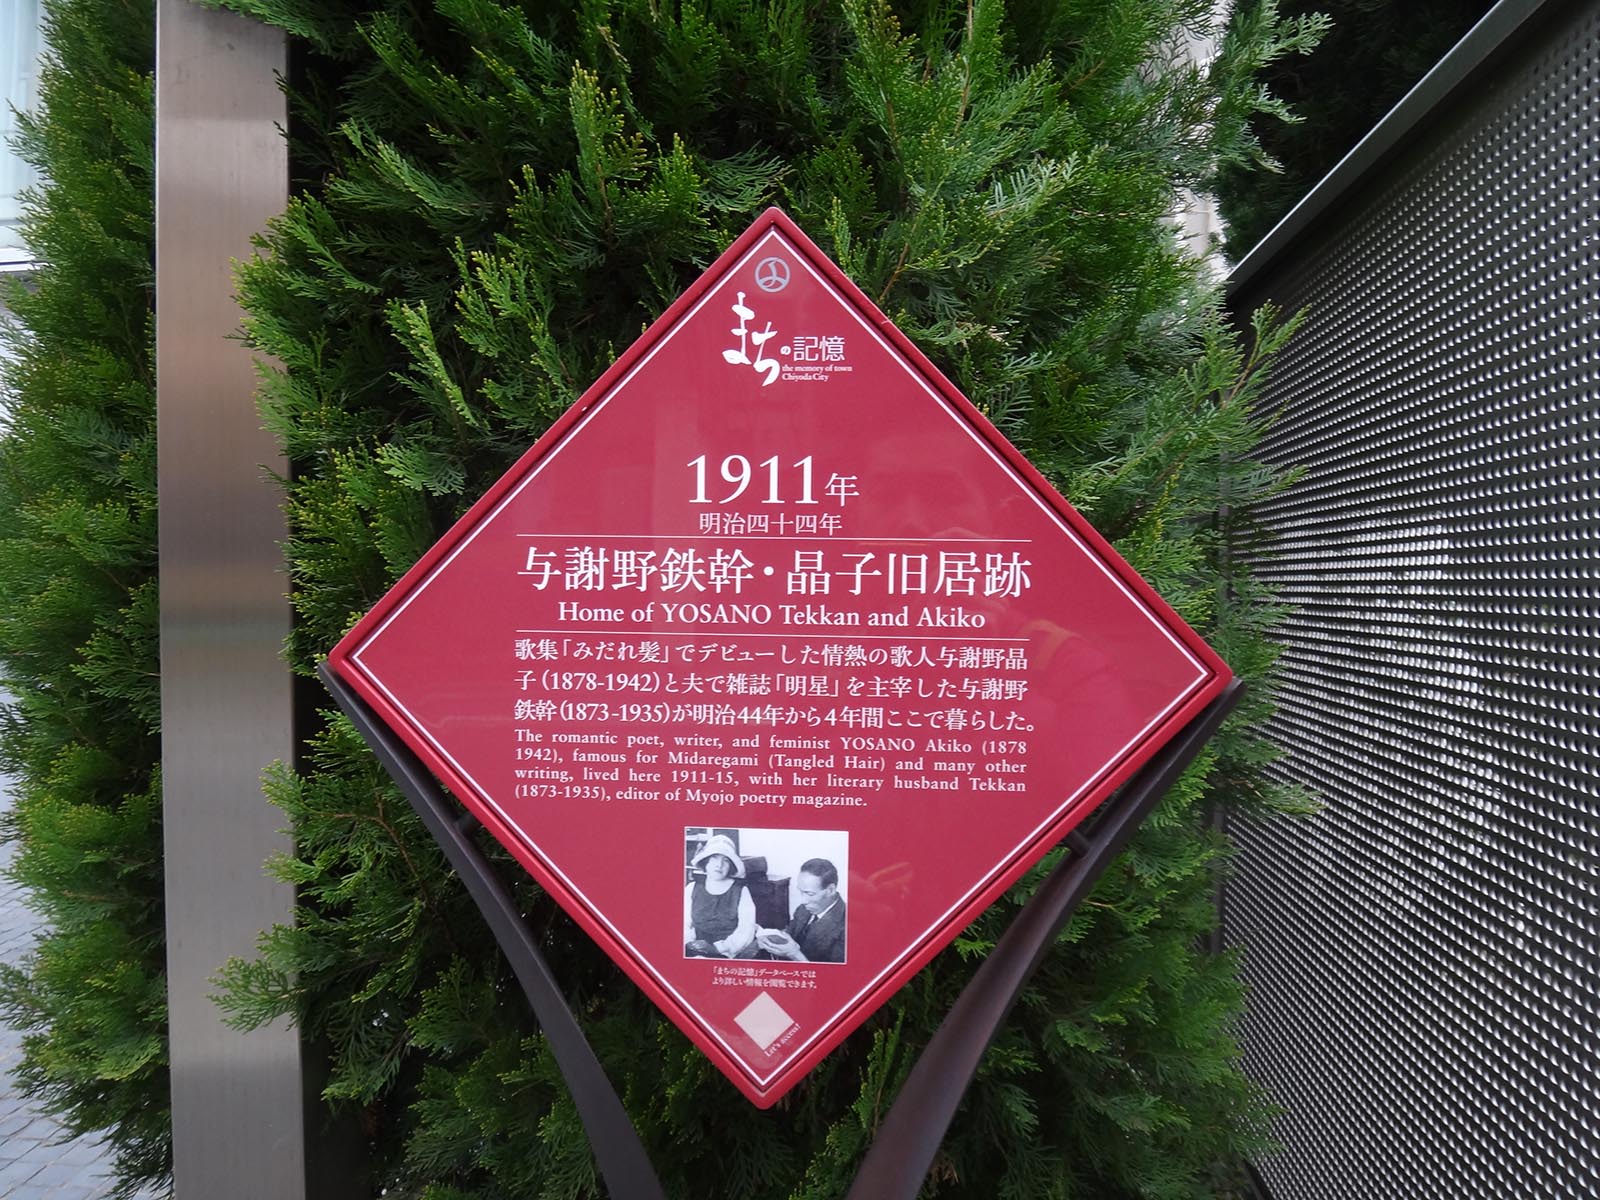 まちの記憶
the memory of town
Chiyoda City
1911年
明治四十四年
与謝野鉄幹・晶子旧居跡
Home of YOSANO Tekkan and Akiko
歌集「みだれ髪」でデビューした情熱の歌人与謝野晶
子(1878-1942)と夫で雑誌「明星」を主宰した与謝野
鉄幹(1873-1935)が明治44年から4年間ここで暮らした。
The romantic poet, writer, and feminist YOSANO Akiko (1878
1942), famous for Midaregami (Tangled Hair) and many other
writing, lived here 1911-15, with her literary husband Tekkan
(1873-1935), editor of Myojo poetry magazine.
「まちの記憶」データベースでは
より詳しい情報を閲覧できます。
Let's access!